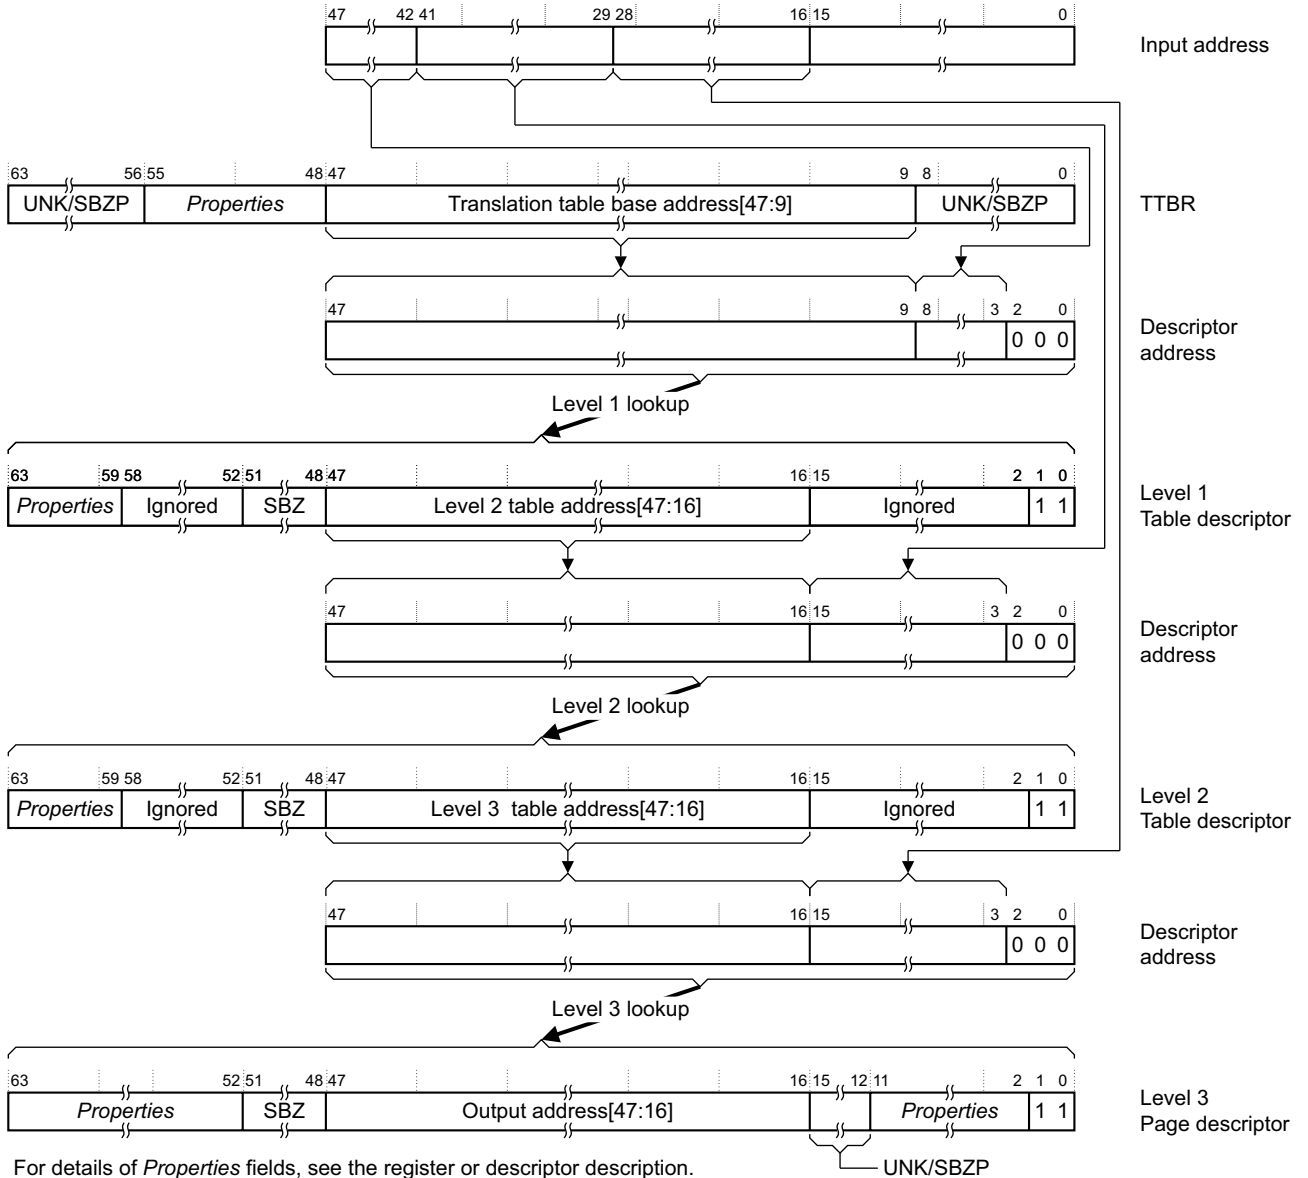 47 42 41 29 28 16 15 0
Input address
63 56 55 48 47 9 8 0
UNK/SBZP Properties Translation table base address[47:9] UNK/SBZP TTBR
47 9 8 3 2 0
0 0 0
Descriptor
address
Level 1 lookup
63 59 58 52 51 48 47 16 15 2 1 0
Properties Ignored SBZ Level 2 table address[47:16] Ignored 1 1
Level 1
Table descriptor
47 16 15 3 2 0
0 0 0
Descriptor
address
Level 2 lookup
63 59 58 52 51 48 47 16 15 2 1 0
Properties Ignored SBZ Level 3 table address[47:16] Ignored 1 1
Level 2
Table descriptor
47 16 15 3 2 0
0 0 0
Descriptor
address
Level 3 lookup
63 52 51 48 47 16 15 12 11 2 1 0
Properties SBZ Output address[47:16] Properties 1 1
Level 3
Page descriptor
UNK/SBZP
For details of Properties fields, see the register or descriptor description.